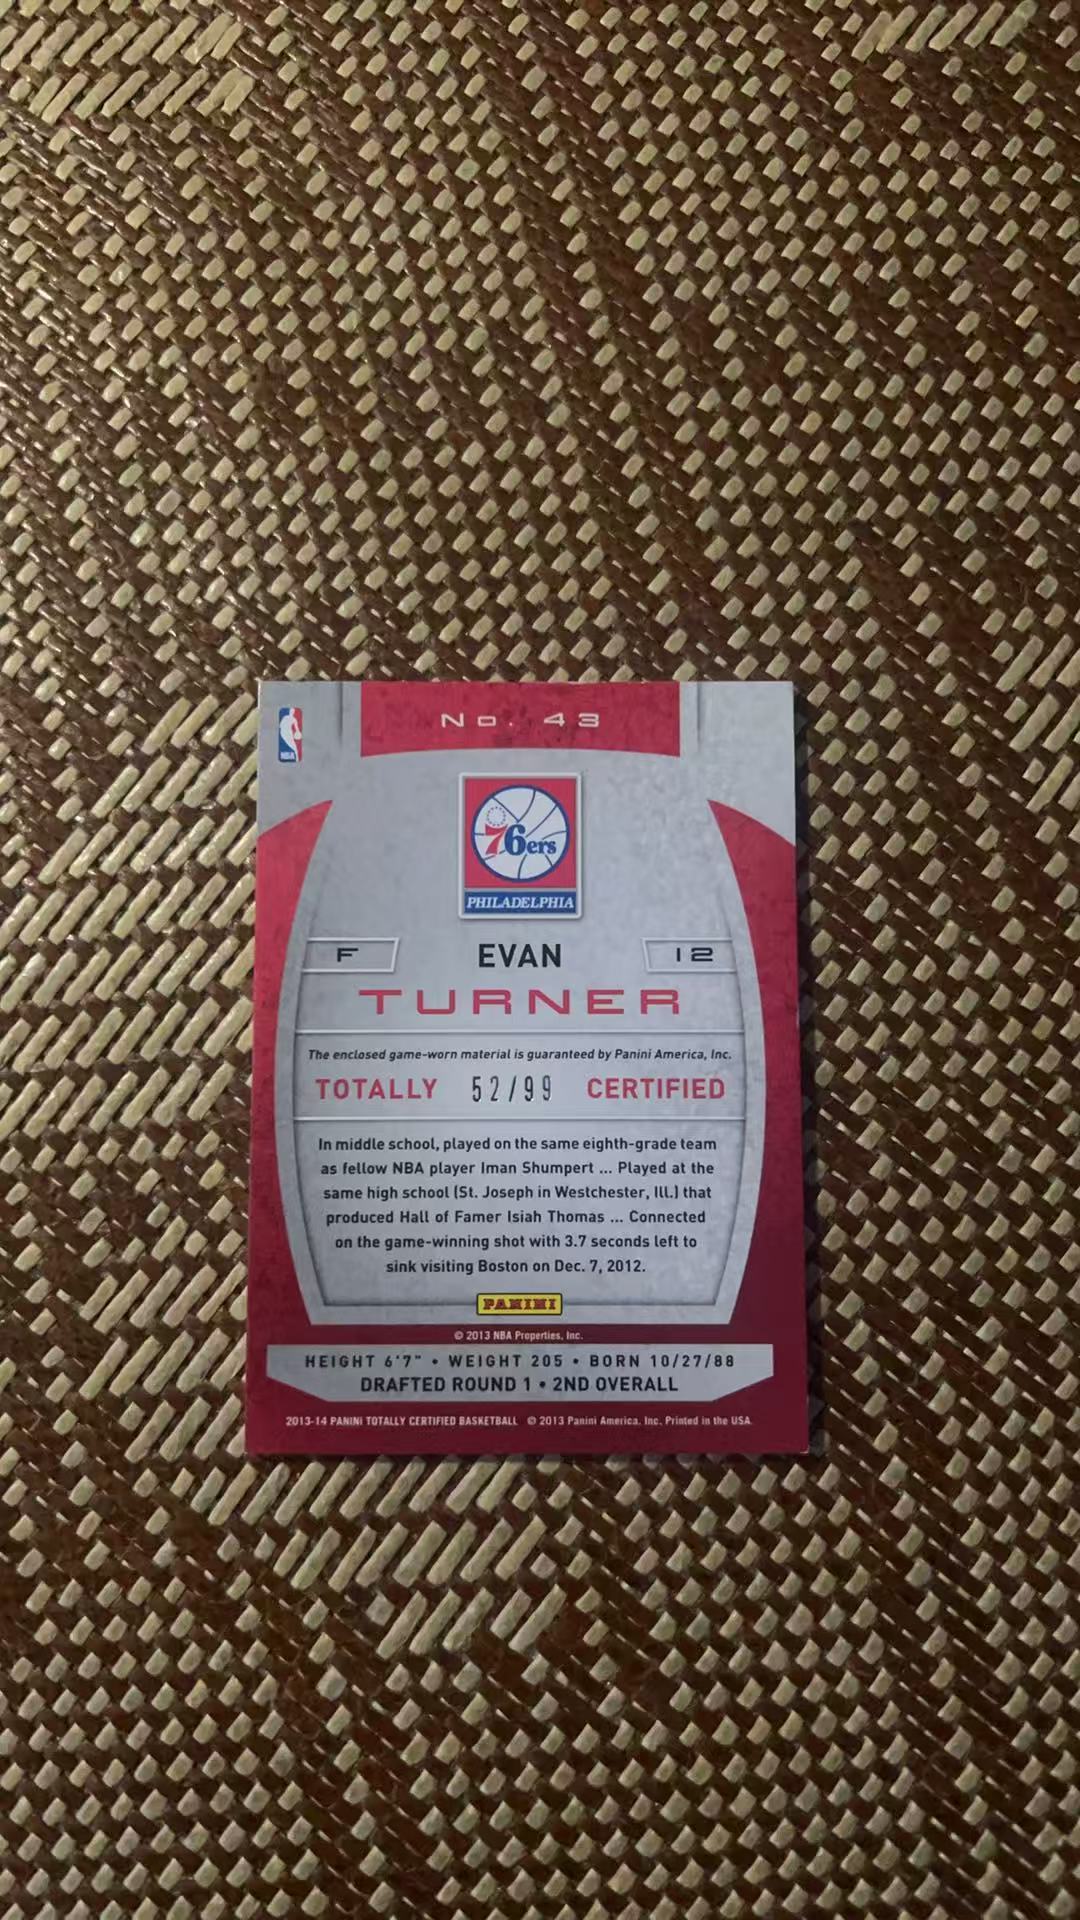 No. 43
NBA
76ers
PHILADELPHIA
F EVAN 12
TURNER
The enclosed game-worn material is guaranteed by Panini America, Inc.
TOTALLY 52/99 CERTIFIED
In middle school, played on the same eighth-grade team
as fellow NBA player Iman Shumpert ... Played at the
same high school (St. Joseph in Westchester, Ill.) that
produced Hall of Famer Isiah Thomas ... Connected
on the game-winning shot with 3.7 seconds left to
sink visiting Boston on Dec. 7, 2012.
PANINI
© 2013 NBA Properties, Inc.
HEIGHT 6'7" • WEIGHT 205 • BORN 10/27/88
DRAFTED ROUND 1 • 2ND OVERALL
2013-14 PANINI TOTALLY CERTIFIED BASKETBALL © 2013 Panini America, Inc. Printed in the USA.